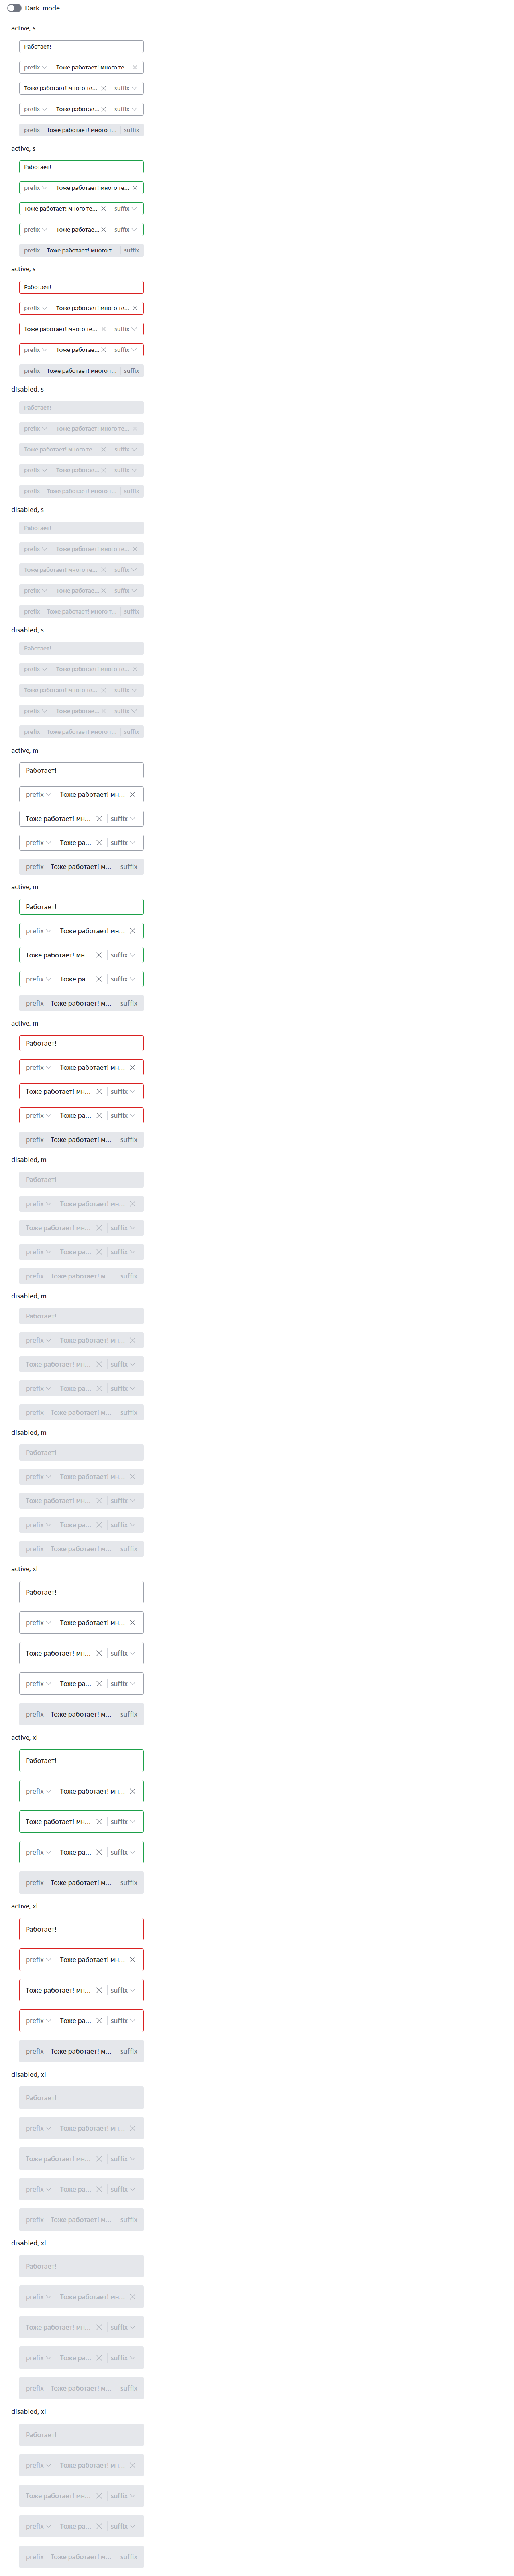 Dark_mode
active, s
Работает!
prefix Тоже работает! много те...
Тоже работает! много те... suffix
prefix Тоже работае... suffix
prefix Тоже работает! много т... suffix
active, s
Работает!
prefix Тоже работает! много те...
Тоже работает! много те... suffix
prefix Тоже работае... suffix
prefix Тоже работает! много т... suffix
active, s
Работает!
prefix Тоже работает! много те...
Тоже работает! много те... suffix
prefix Тоже работае... suffix
prefix Тоже работает! много т... suffix
disabled, s
Работает!
prefix Тоже работает! много те...
Тоже работает! много те... suffix
prefix Тоже работае... suffix
prefix Тоже работает! много т... suffix
disabled, s
Работает!
prefix Тоже работает! много те...
Тоже работает! много те... suffix
prefix Тоже работае... suffix
prefix Тоже работает! много т... suffix
disabled, s
Работает!
prefix Тоже работает! много те...
Тоже работает! много те... suffix
prefix Тоже работае... suffix
prefix Тоже работает! много т... suffix
active, m
Работает!
prefix Тоже работает! мн...
Тоже работает! мн... suffix
prefix Тоже ра... suffix
prefix Тоже работает! м... suffix
active, m
Работает!
prefix Тоже работает! мн...
Тоже работает! мн... suffix
prefix Тоже ра... suffix
prefix Тоже работает! м... suffix
active, m
Работает!
prefix Тоже работает! мн...
Тоже работает! мн... suffix
prefix Тоже ра... suffix
prefix Тоже работает! м... suffix
disabled, m
Работает!
prefix Тоже работает! мн...
Тоже работает! мн... suffix
prefix Тоже ра... suffix
prefix Тоже работает! м... suffix
disabled, m
Работает!
prefix Тоже работает! мн...
Тоже работает! мн... suffix
prefix Тоже ра... suffix
prefix Тоже работает! м... suffix
disabled, m
Работает!
prefix Тоже работает! мн...
Тоже работает! мн... suffix
prefix Тоже ра... suffix
prefix Тоже работает! м... suffix
active, xl
Работает!
prefix Тоже работает! мн...
Тоже работает! мн... suffix
prefix Тоже ра... suffix
prefix Тоже работает! м... suffix
active, xl
Работает!
prefix Тоже работает! мн...
Тоже работает! мн... suffix
prefix Тоже ра... suffix
prefix Тоже работает! м... suffix
active, xl
Работает!
prefix Тоже работает! мн...
Тоже работает! мн... suffix
prefix Тоже ра... suffix
prefix Тоже работает! м... suffix
disabled, xl
Работает!
prefix Тоже работает! мн...
Тоже работает! мн... suffix
prefix Тоже ра... suffix
prefix Тоже работает! м... suffix
disabled, xl
Работает!
prefix Тоже работает! мн...
Тоже работает! мн... suffix
prefix Тоже ра... suffix
prefix Тоже работает! м... suffix
disabled, xl
Работает!
prefix Тоже работает! мн...
Тоже работает! мн... suffix
prefix Тоже ра... suffix
prefix Тоже работает! м... suffix